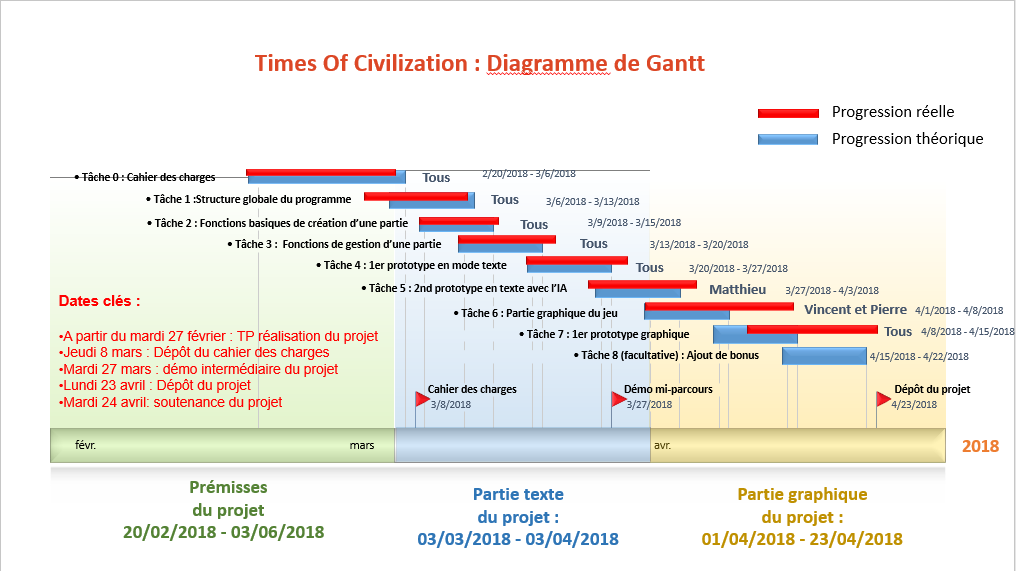 Times Of Civilization : Diagramme de Gantt
Progression réelle
Progression théorique
• Tâche 0 : Cahier des charges
Tous
2/20/2018 - 3/6/2018
• Tâche 1 :Structure globale du programme
Tous
3/6/2018 - 3/13/2018
• Tâche 2 : Fonctions basiques de création d'une partie
Tous
3/9/2018 - 3/15/2018
• Tâche 3 : Fonctions de gestion d'une partie
Tous
3/13/2018 - 3/20/2018
• Tâche 4 : 1er prototype en mode texte
Tous
3/20/2018 - 3/27/2018
• Tâche 5 : 2nd prototype en texte avec l'IA
Matthieu
3/27/2018 - 4/3/2018
• Tâche 6 : Partie graphique du jeu
Vincent et Pierre
4/1/2018 - 4/8/2018
• Tâche 7 : 1er prototype graphique
Tous
4/8/2018 - 4/15/2018
• Tâche 8 (facultative) : Ajout de bonus
4/15/2018 - 4/22/2018
Dates clés :
•A partir du mardi 27 février : TP réalisation du projet
•Jeudi 8 mars : Dépôt du cahier des charges
•Mardi 27 mars : démo intermédiaire du projet
•Lundi 23 avril : Dépôt du projet
•Mardi 24 avril: soutenance du projet
Cahier des charges
3/8/2018
Démo mi-parcours
3/27/2018
Dépôt du projet
4/23/2018
févr.
mars
avr.
2018
Prémisses
du projet
20/02/2018 - 03/06/2018
Partie texte
du projet :
03/03/2018 - 03/04/2018
Partie graphique
du projet :
01/04/2018 - 23/04/2018